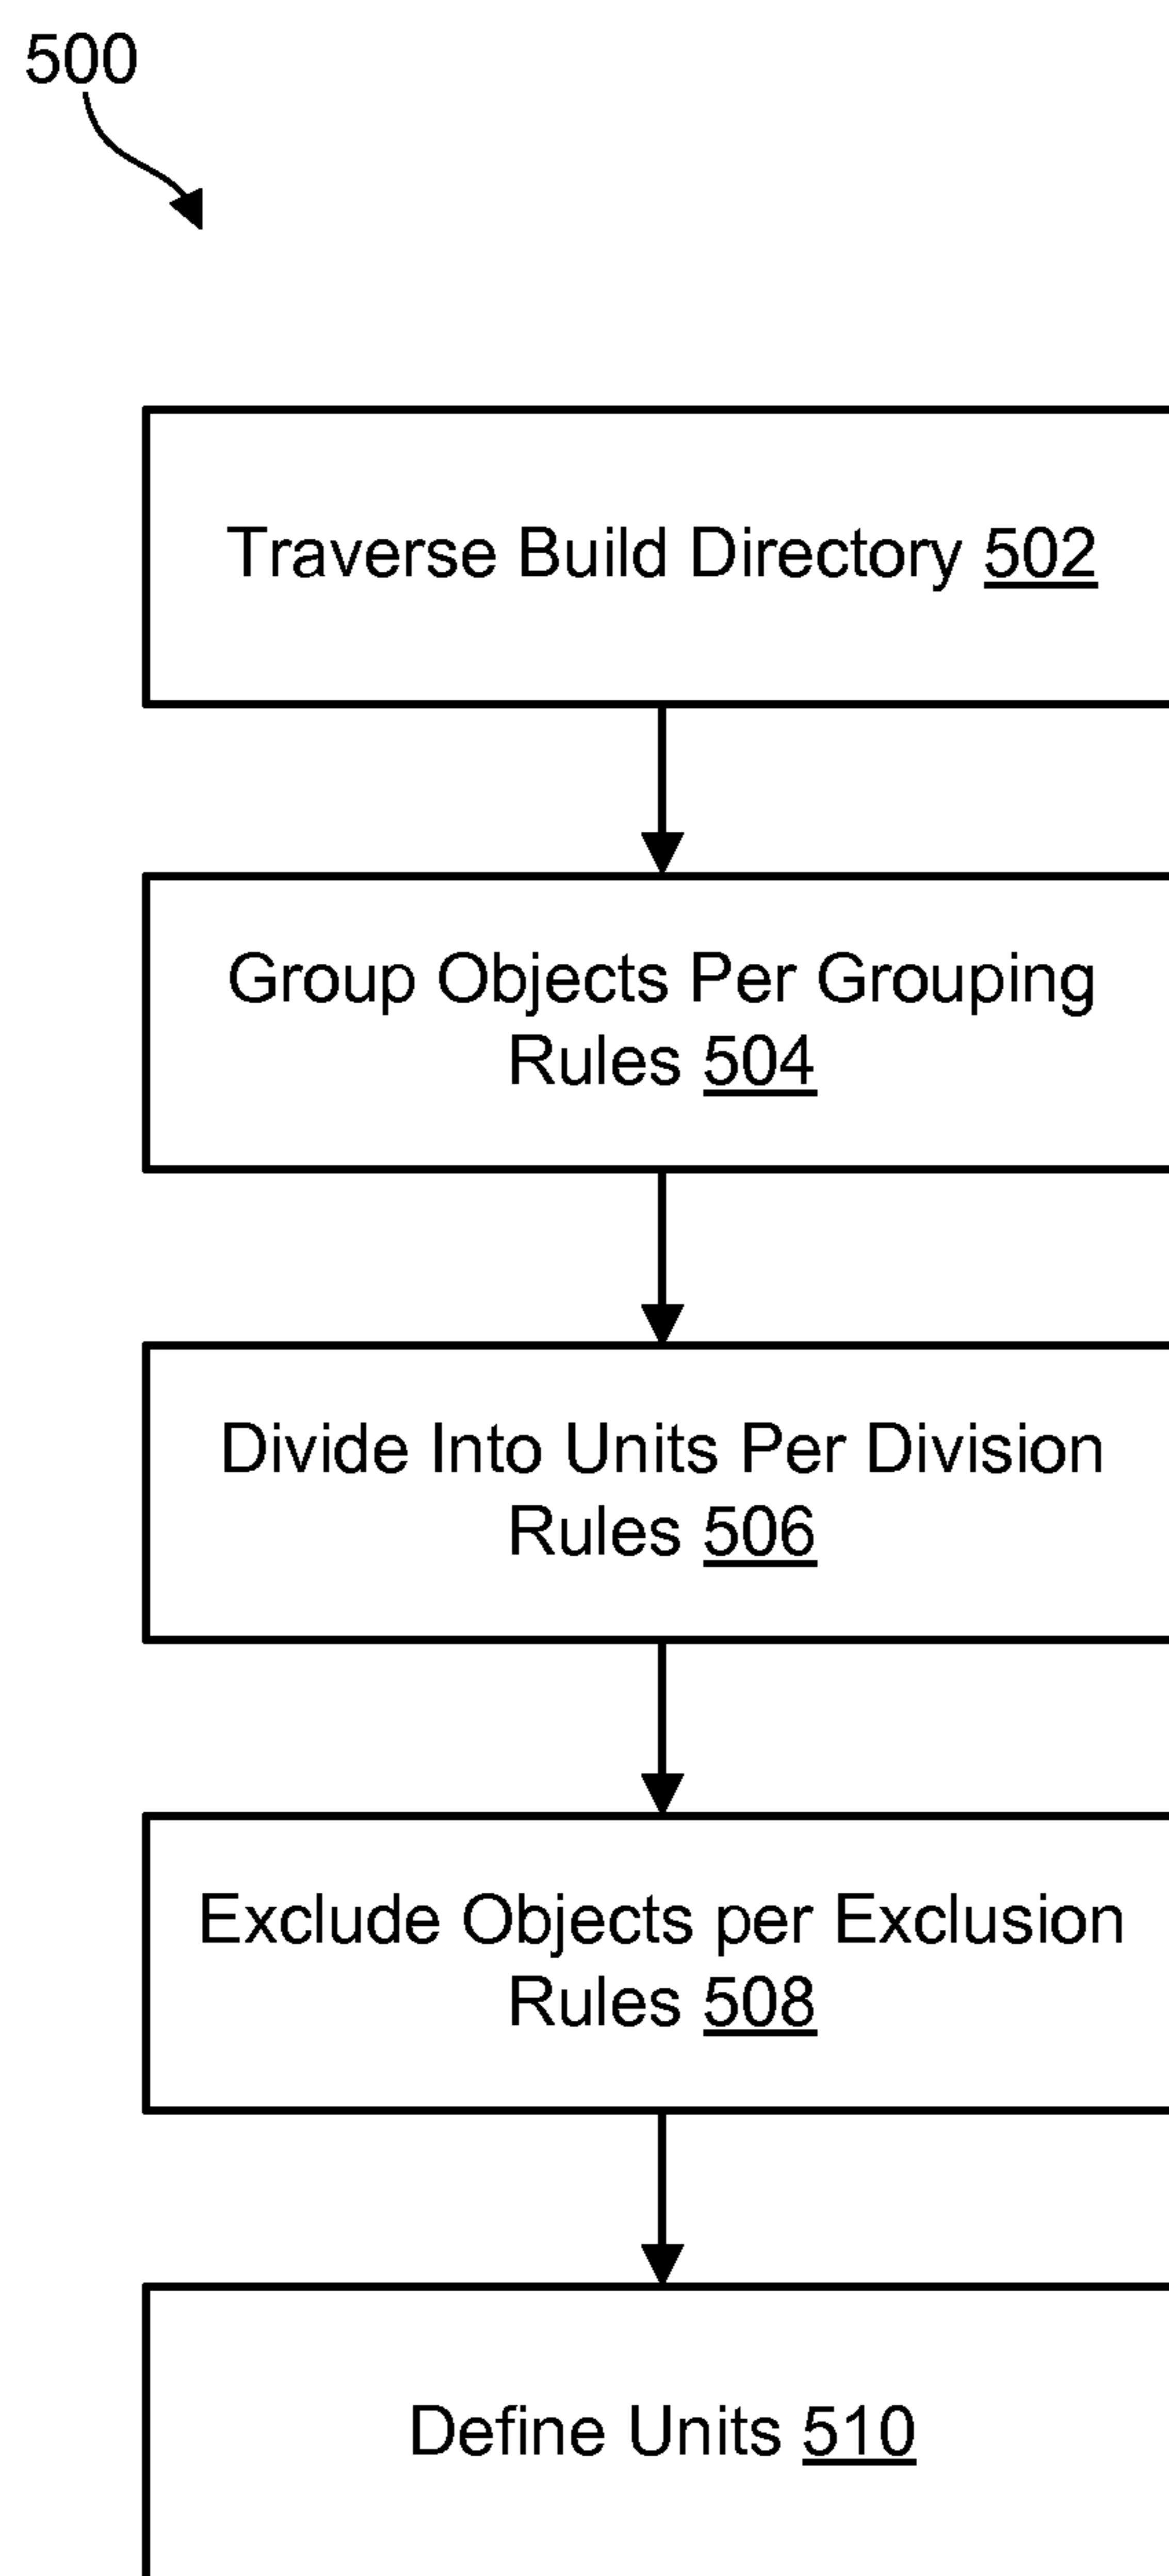 500
Traverse Build Directory 502
Group Objects Per Grouping
Rules 504
Divide Into Units Per Division
Rules 506
Exclude Objects per Exclusion
Rules 508
Define Units 510